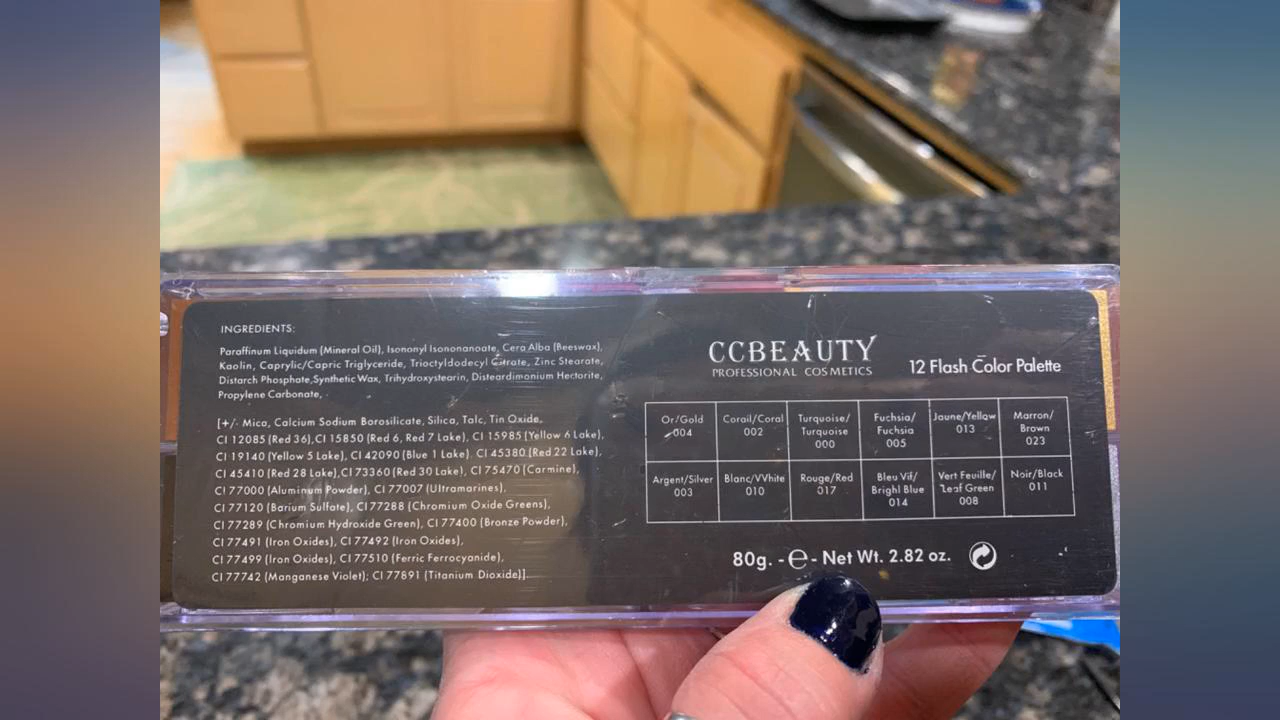 INGREDIENTS:
Paraffinum Liquidum (Mineral Oil), Isononyl Isononanoate, Cera Alba (Beeswax),
Kaolin, Caprylic/Capric Triglyceride, Trioctyldodecyl Citrate, Zinc Stearate,
Distarch Phosphate,Synthetic Wax, Trihydroxystearin, Disteardimonium Hectorite,
Propylene Carbonate,
[+/- Mica, Calcium Sodium Borosilicate, Silica, Talc, Tin Oxide,
CI 12085 (Red 36),CI 15850 (Red 6, Red 7 Lake), CI 15985 (Yellow 6 Lake),
CI 19140 (Yellow 5 Lake), CI 42090 (Blue 1 Lake) CI 45380 (Red 22 Lake),
CI 45410 (Red 28 Lake),CI 73360 (Red 30 Lake), CI 75470 (Carmine),
CI 77000 (Aluminum Powder), CI 77007 (Ultramarines),
CI 77120 (Barium Sulfate), CI 77288 (Chromium Oxide Greens),
CI 77289 (Chromium Hydroxide Green), CI 77400 (Bronze Powder),
CI 77491 (Iron Oxides), CI 77492 (Iron Oxides),
CI 77499 (Iron Oxides), CI 77510 (Ferric Ferrocyanide),
CI 77742 (Manganese Violet), CI 77891 (Titanium Dioxide)]
CCBEAUTY
PROFESSIONAL COSMETICS
12 Flash Color Palette
Or/Gold
004
Corail/Coral
002
Turquoise/
Turquoise
000
Fuchsia/
Fuchsia
005
Jaune/Yellow
013
Marron/
Brown
023
Argent/Silver
003
Blanc/VVhite
010
Rouge/Red
017
Bleu Vif/
Brighl Blue
014
Vert Feuille/
Leaf Green
008
Noir/Black
011
80g. - e - Net Wt. 2.82 oz.